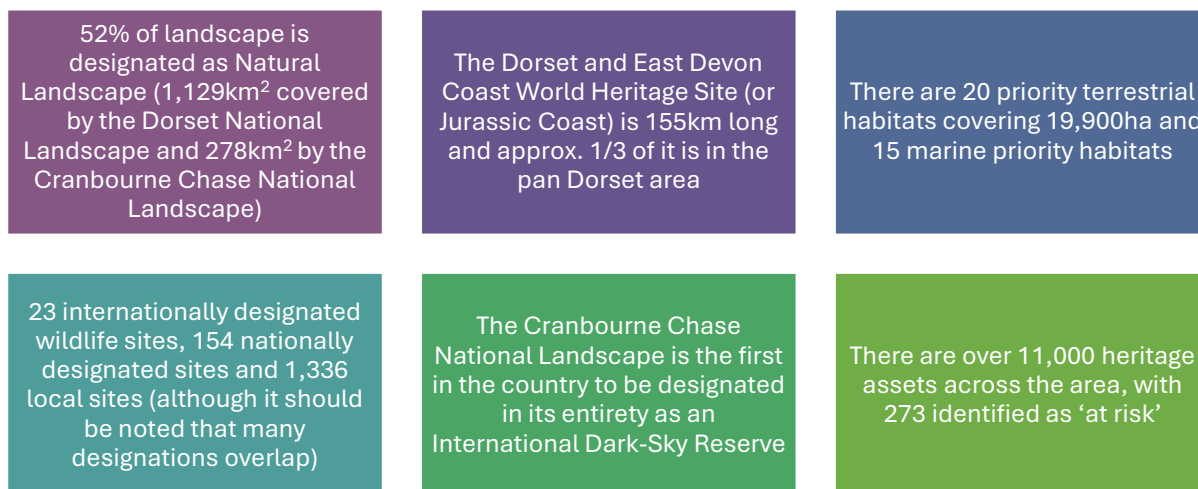 52% of landscape is
designated as Natural
Landscape (1,129km² covered
by the Dorset National
Landscape and 278km² by the
Cranbourne Chase National
Landscape)
The Dorset and East Devon
Coast World Heritage Site (or
Jurassic Coast) is 155km long
and approx. 1/3 of it is in the
pan Dorset area
There are 20 priority terrestrial
habitats covering 19,900ha and
15 marine priority habitats
23 internationally designated
wildlife sites, 154 nationally
designated sites and 1,336
local sites (although it should
be noted that many
designations overlap)
The Cranbourne Chase
National Landscape is the first
in the country to be designated
in its entirety as an
International Dark-Sky Reserve
There are over 11,000 heritage
assets across the area, with
273 identified as ‘at risk’